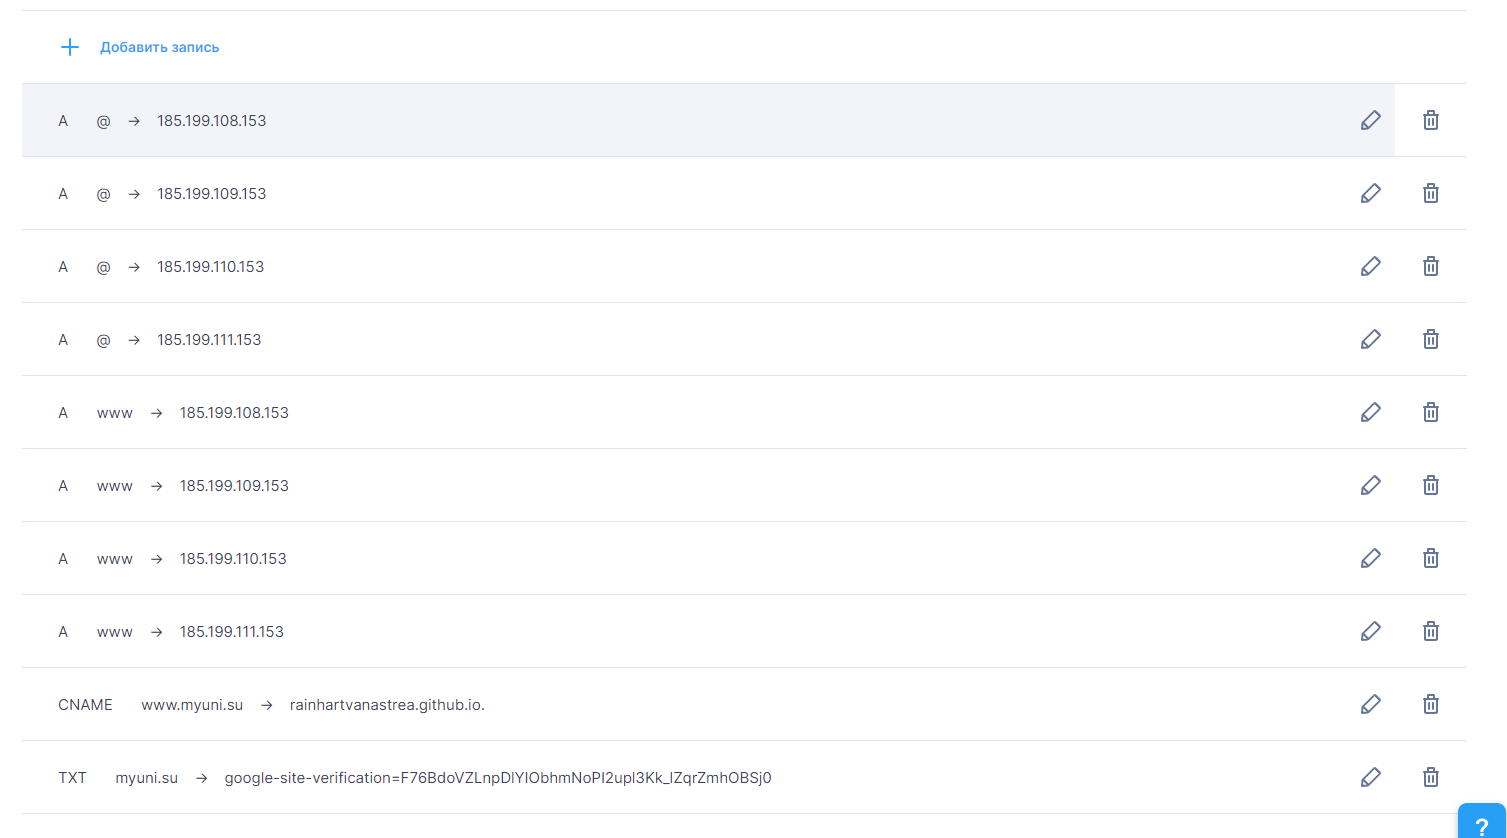 Добавить запись
A @ → 185.199.108.153
A @ → 185.199.109.153
A @ → 185.199.110.153
A @ → 185.199.111.153
A www → 185.199.108.153
A www → 185.199.109.153
A www → 185.199.110.153
A www → 185.199.111.153
CNAME www.myuni.su → rainhartvanastrea.github.io.
TXT myuni.su → google-site-verification=F76BdoVZLnpDlYIObhmNoPI2upl3Kk_lZqrZmhOBSj0
?